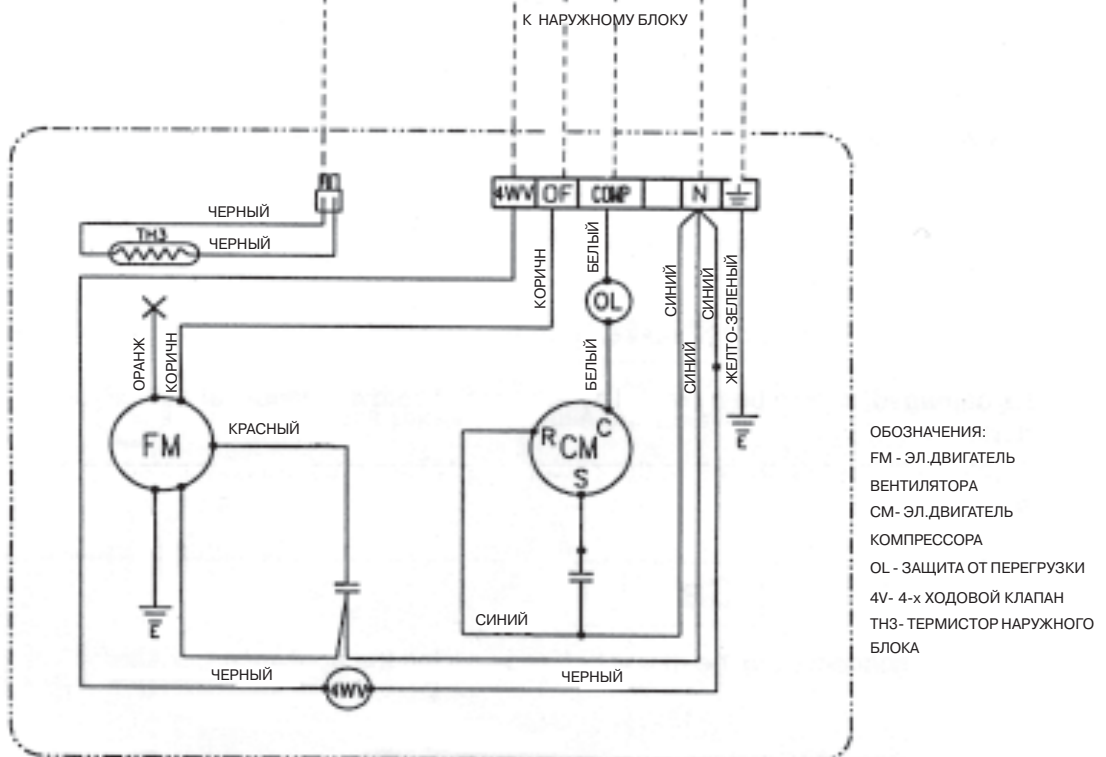 К НАРУЖНОМУ БЛОКУ
4WV OF COMP N
ЧЕРНЫЙ
TH3
ЧЕРНЫЙ
КОРИЧН
БЕЛЫЙ
СИНИЙ
СИНИЙ
ЖЕЛТО-ЗЕЛЕНЫЙ
OL
ОРАНЖ
КОРИЧН
БЕЛЫЙ
СИНИЙ
FM
КРАСНЫЙ
R
C
CM
S
E
ОБОЗНАЧЕНИЯ:
FM - ЭЛ.ДВИГАТЕЛЬ
ВЕНТИЛЯТОРА
СМ- ЭЛ.ДВИГАТЕЛЬ
КОМПРЕССОРА
OL - ЗАЩИТА ОТ ПЕРЕГРУЗКИ
4V- 4-х ХОДОВОЙ КЛАПАН
ТН3- ТЕРМИСТОР НАРУЖНОГО
БЛОКА
E
СИНИЙ
ЧЕРНЫЙ
4WV
ЧЕРНЫЙ